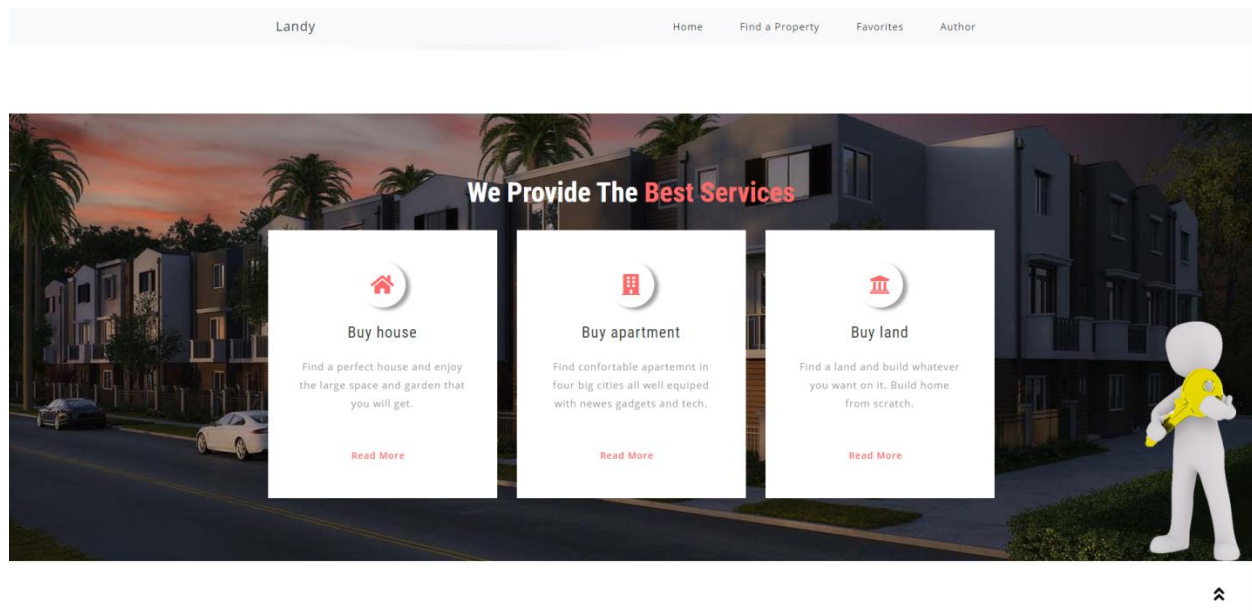 Landy
Home Find a Property Favorites Author
We Provide The Best Services
Buy house
Find a perfect house and enjoy
the large space and garden that
you will get.
Read More
Buy apartment
Find confortable apartemnt in
four big cities all well equiped
with newes gadgets and tech.
Read More
Buy land
Find a land and build whatever
you want on it. Build home
from scratch.
Read More